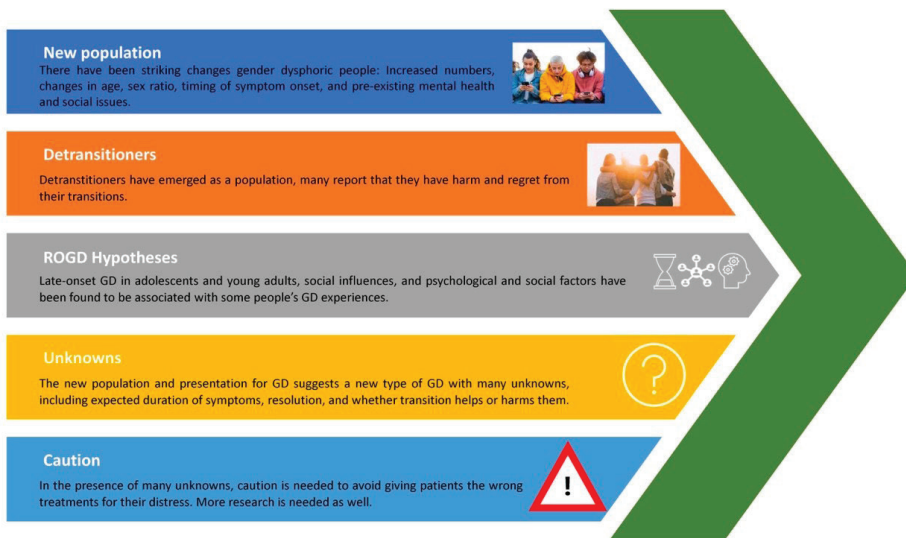 New population
There have been striking changes gender dysphoric people: Increased numbers,
changes in age, sex ratio, timing of symptom onset, and pre-existing mental health
and social issues.
Detransitioners
Detranstitioners have emerged as a population, many report that they have harm and regret from
their transitions.
ROGD Hypotheses
Late-onset GD in adolescents and young adults, social influences, and psychological and social factors have
been found to be associated with some people's GD experiences.
Unknowns
The new population and presentation for GD suggests a new type of GD with many unknowns,
including expected duration of symptoms, resolution, and whether transition helps or harms them.
Caution
In the presence of many unknowns, caution is needed to avoid giving patients the wrong
treatments for their distress. More research is needed as well.
?
!